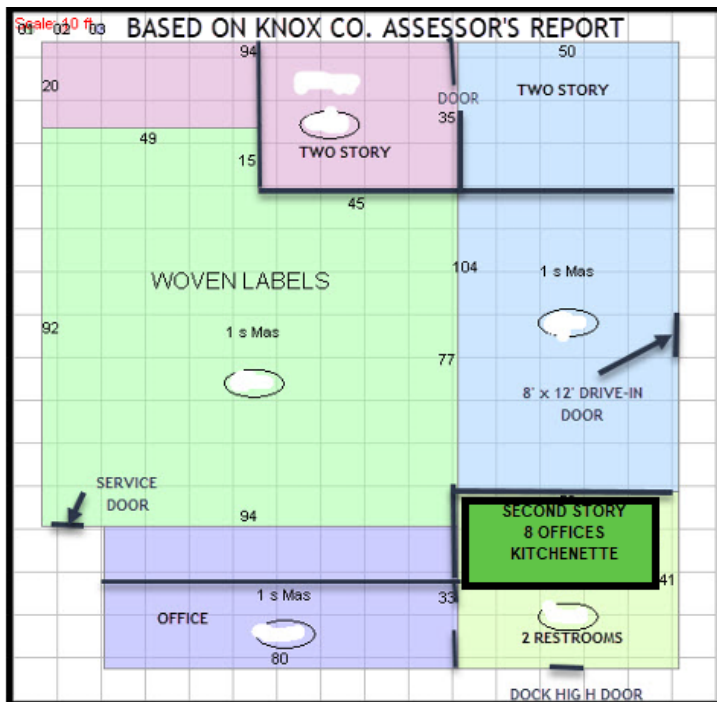 Scale: 10 ft
01 02 03
BASED ON KNOX CO. ASSESSOR'S REPORT
94
50
20
DOOR
TWO STORY
35
49
15
TWO STORY
45
104
1 s Mas
WOVEN LABELS
92
1 s Mas
77
8' x 12' DRIVE-IN
DOOR
SERVICE
DOOR
94
SECOND STORY
8 OFFICES
KITCHENETTE
41
1 s Mas
33
OFFICE
2 RESTROOMS
80
DOCK HIGH DOOR